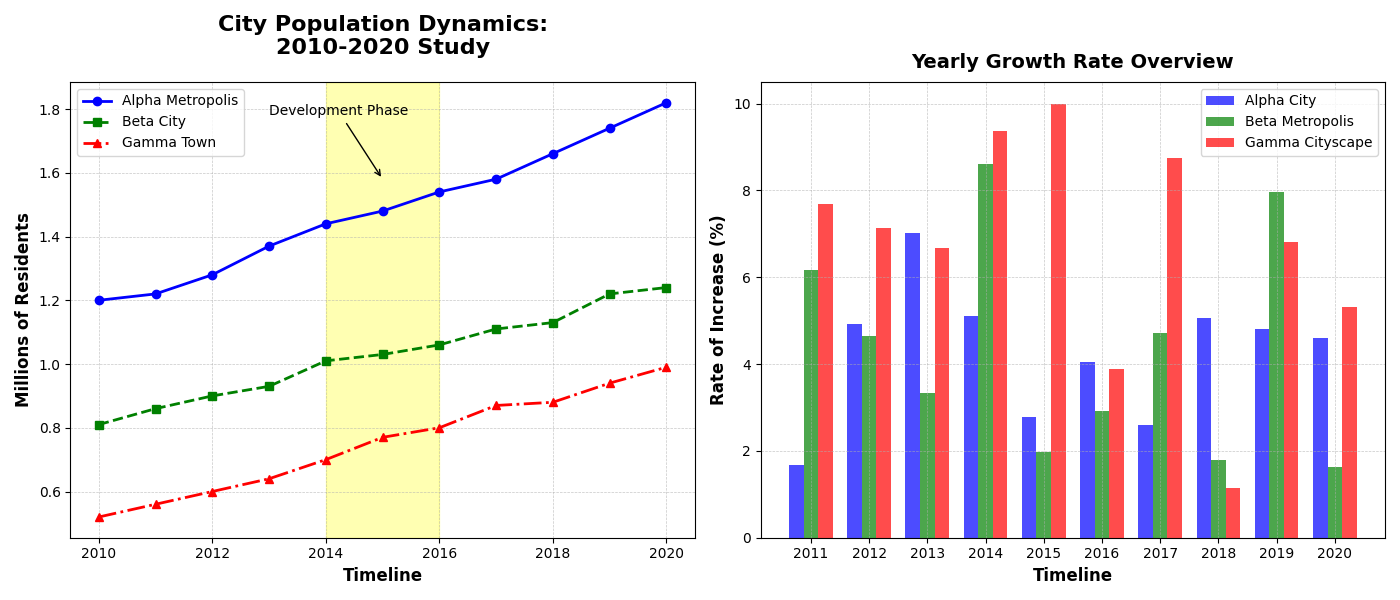 City Population Dynamics:
2010-2020 Study
Alpha Metropolis
Beta City
Gamma Town
Development Phase
Millions of Residents
1.8
1.6
1.4
1.2
1.0
0.8
0.6
2010 2012 2014 2016 2018 2020
Timeline
Yearly Growth Rate Overview
Alpha City
Beta Metropolis
Gamma Cityscape
Rate of Increase (%)
10
8
6
4
2
0
2011 2012 2013 2014 2015 2016 2017 2018 2019 2020
Timeline